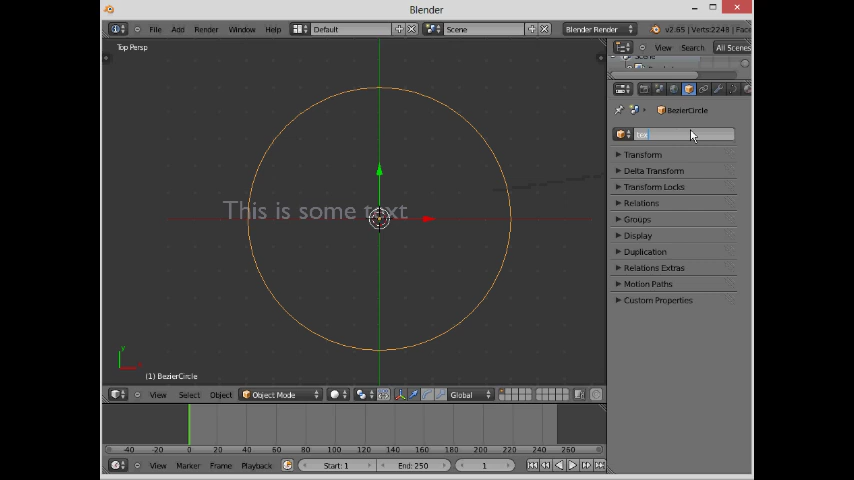 Blender
File Add Render Window Help Default Scene Blender Render v2.65 | Verts:2248 | Face
View Search All Scenes
Top Persp
BezierCircle
tex
Transform
Delta Transform
Transform Locks
Relations
Groups
Display
Duplication
Relations Extras
Motion Paths
Custom Properties
This is some text
y
(1) BezierCircle
View Select Object Object Mode Global
-40 -20 0 20 40 60 80 100 120 140 160 180 200 220 240 260
View Marker Frame Playback Start: 1 End: 250 1